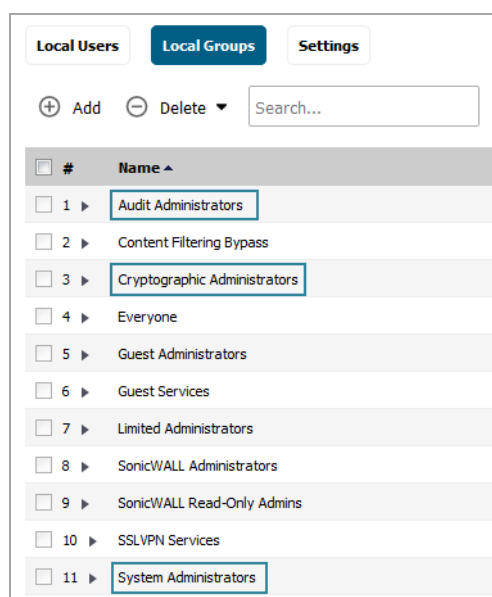 Local Users Local Groups Settings
Add Delete Search...
# Name
1 Audit Administrators
2 Content Filtering Bypass
3 Cryptographic Administrators
4 Everyone
5 Guest Administrators
6 Guest Services
7 Limited Administrators
8 SonicWALL Administrators
9 SonicWALL Read-Only Admins
10 SSLVPN Services
11 System Administrators